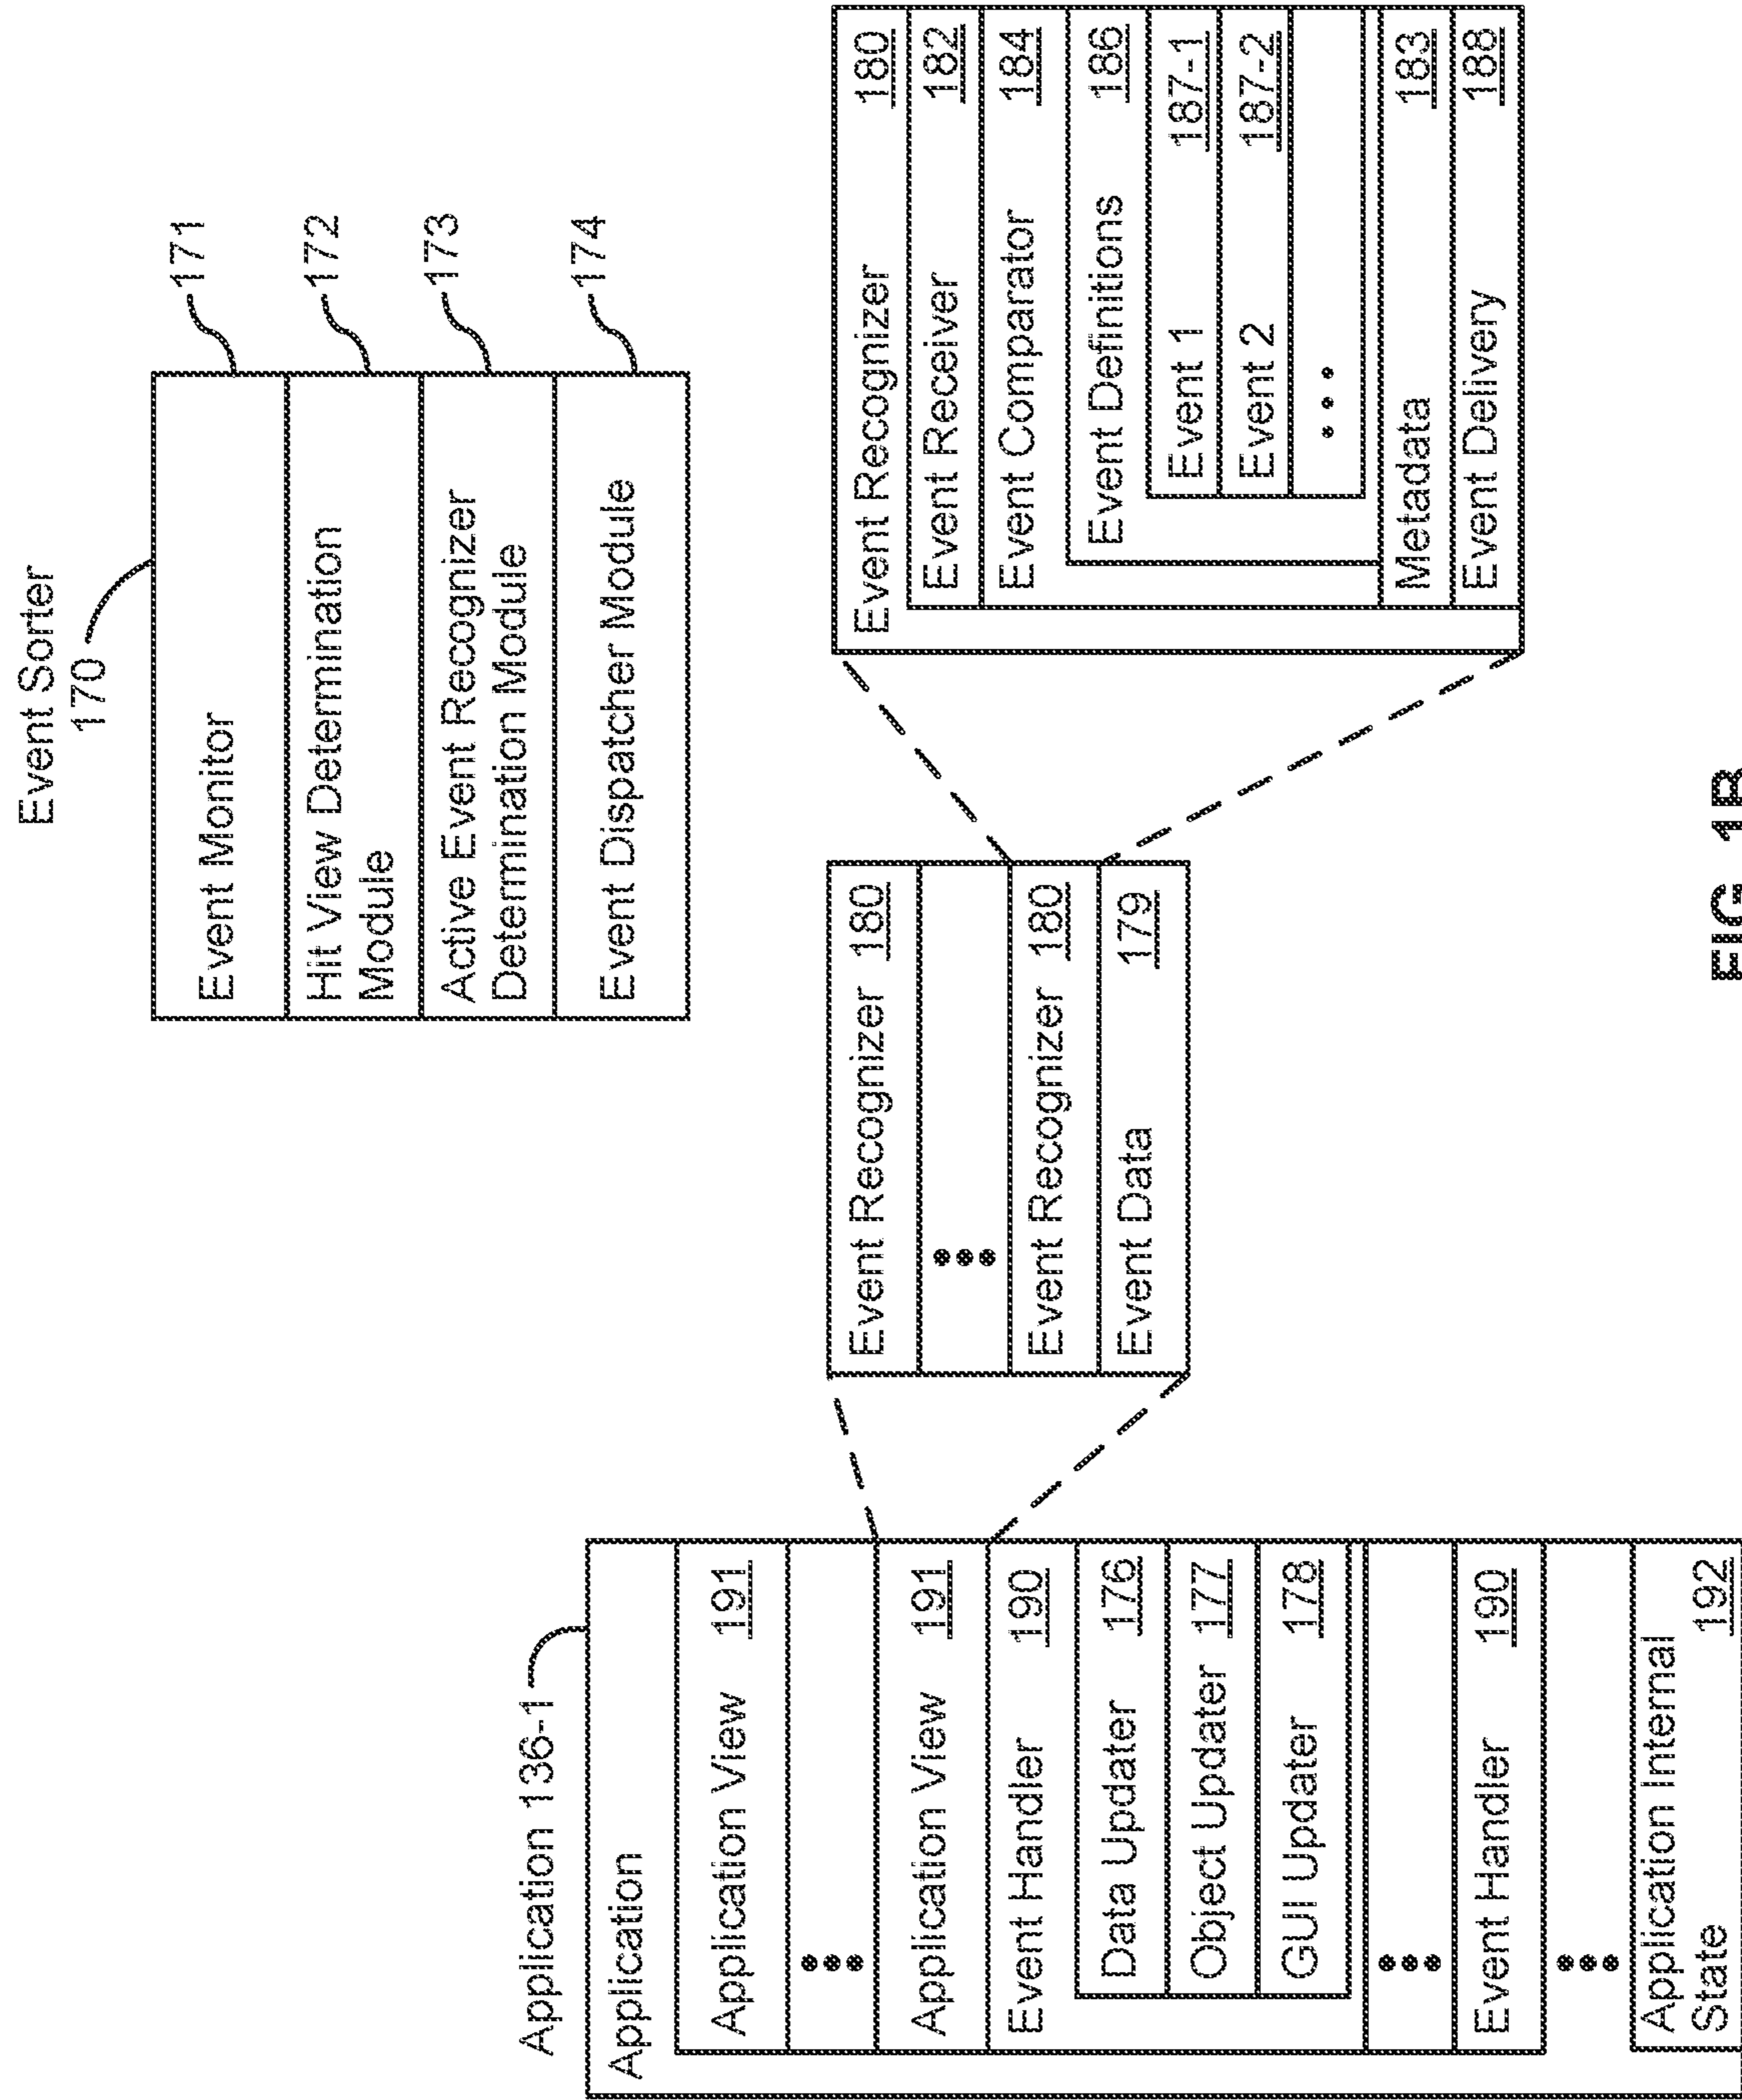 Event Sorter
170
Event Monitor
171
Hit View Determination
Module
172
Active Event Recognizer
Determination Module
173
Event Dispatcher Module
174
Application 136-1
Application
Application View 191
•••
Application View 191
Event Handler 190
Data Updater 176
Object Updater 177
GUI Updater 178
•••
Event Handler 190
•••
Application Internal
State 192
Event Recognizer 180
•••
Event Recognizer 180
Event Data 179
Event Recognizer 180
Event Receiver 182
Event Comparator 184
Event Definitions 186
Event 1 187-1
Event 2 187-2
•••
Metadata 183
Event Delivery 188
FIG. 1B